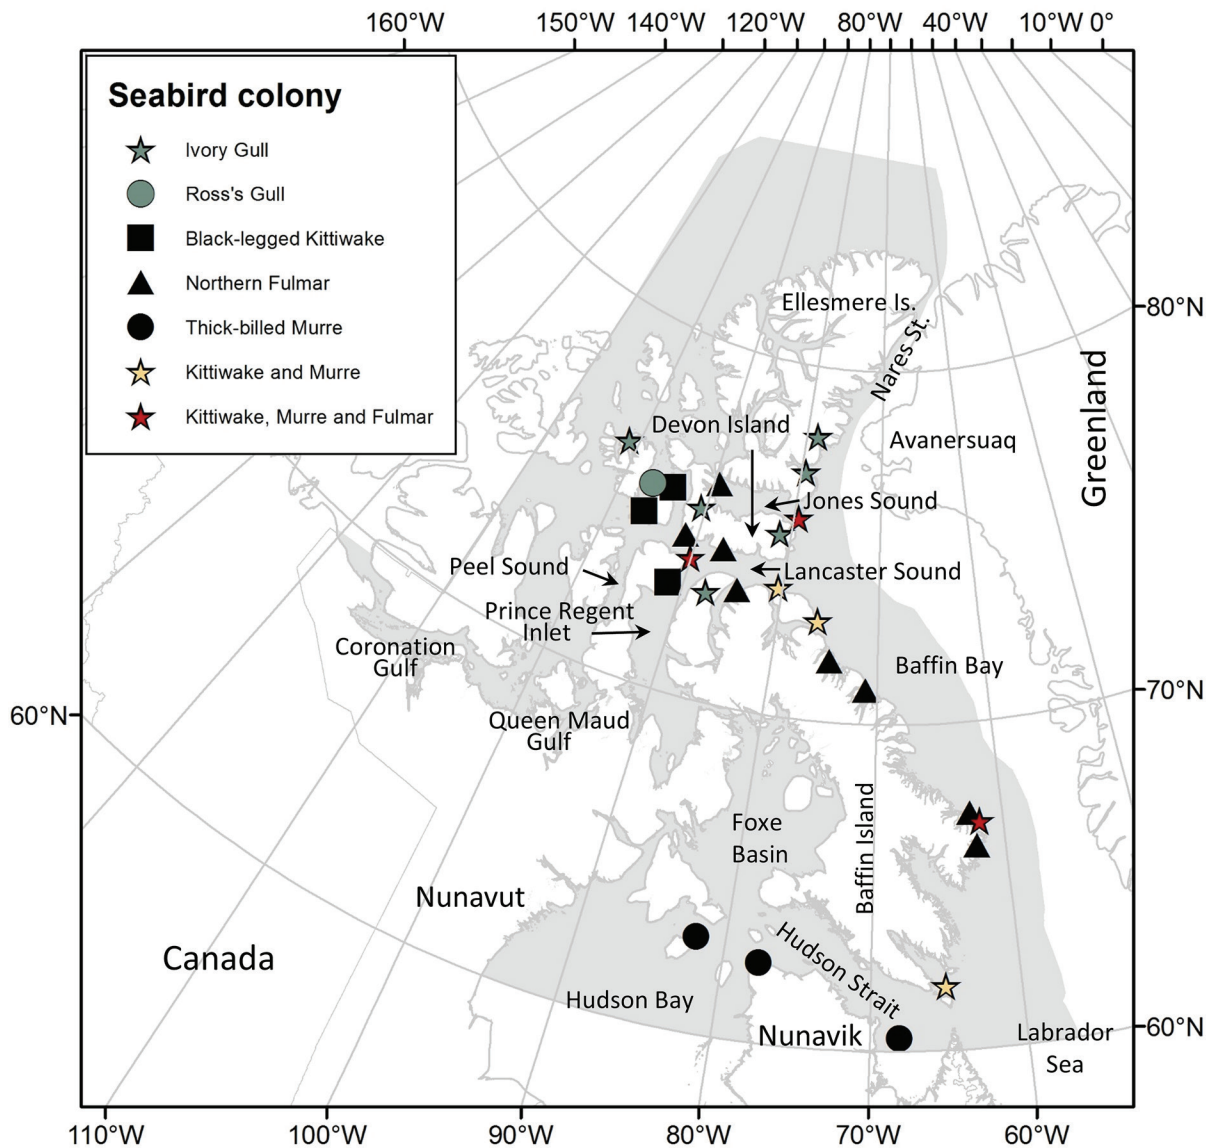 160°W 150°W 140°W 120°W 80°W 40°W 10°W 0°
Seabird colony
Ivory Gull
Ross's Gull
Black-legged Kittiwake
Northern Fulmar
Thick-billed Murre
Kittiwake and Murre
Kittiwake, Murre and Fulmar
Ellesmere Is.
80°N
Nares St.
Greenland
Devon Island
Avanersuaq
Jones Sound
Peel Sound
Lancaster Sound
Prince Regent
Inlet
Coronation
Gulf
Baffin Bay
70°N
60°N
Queen Maud
Gulf
Foxe
Basin
Baffin Island
Nunavut
Canada
Hudson Strait
Hudson Bay
Nunavik
Labrador
Sea
60°N
110°W 100°W 90°W 80°W 70°W 60°W